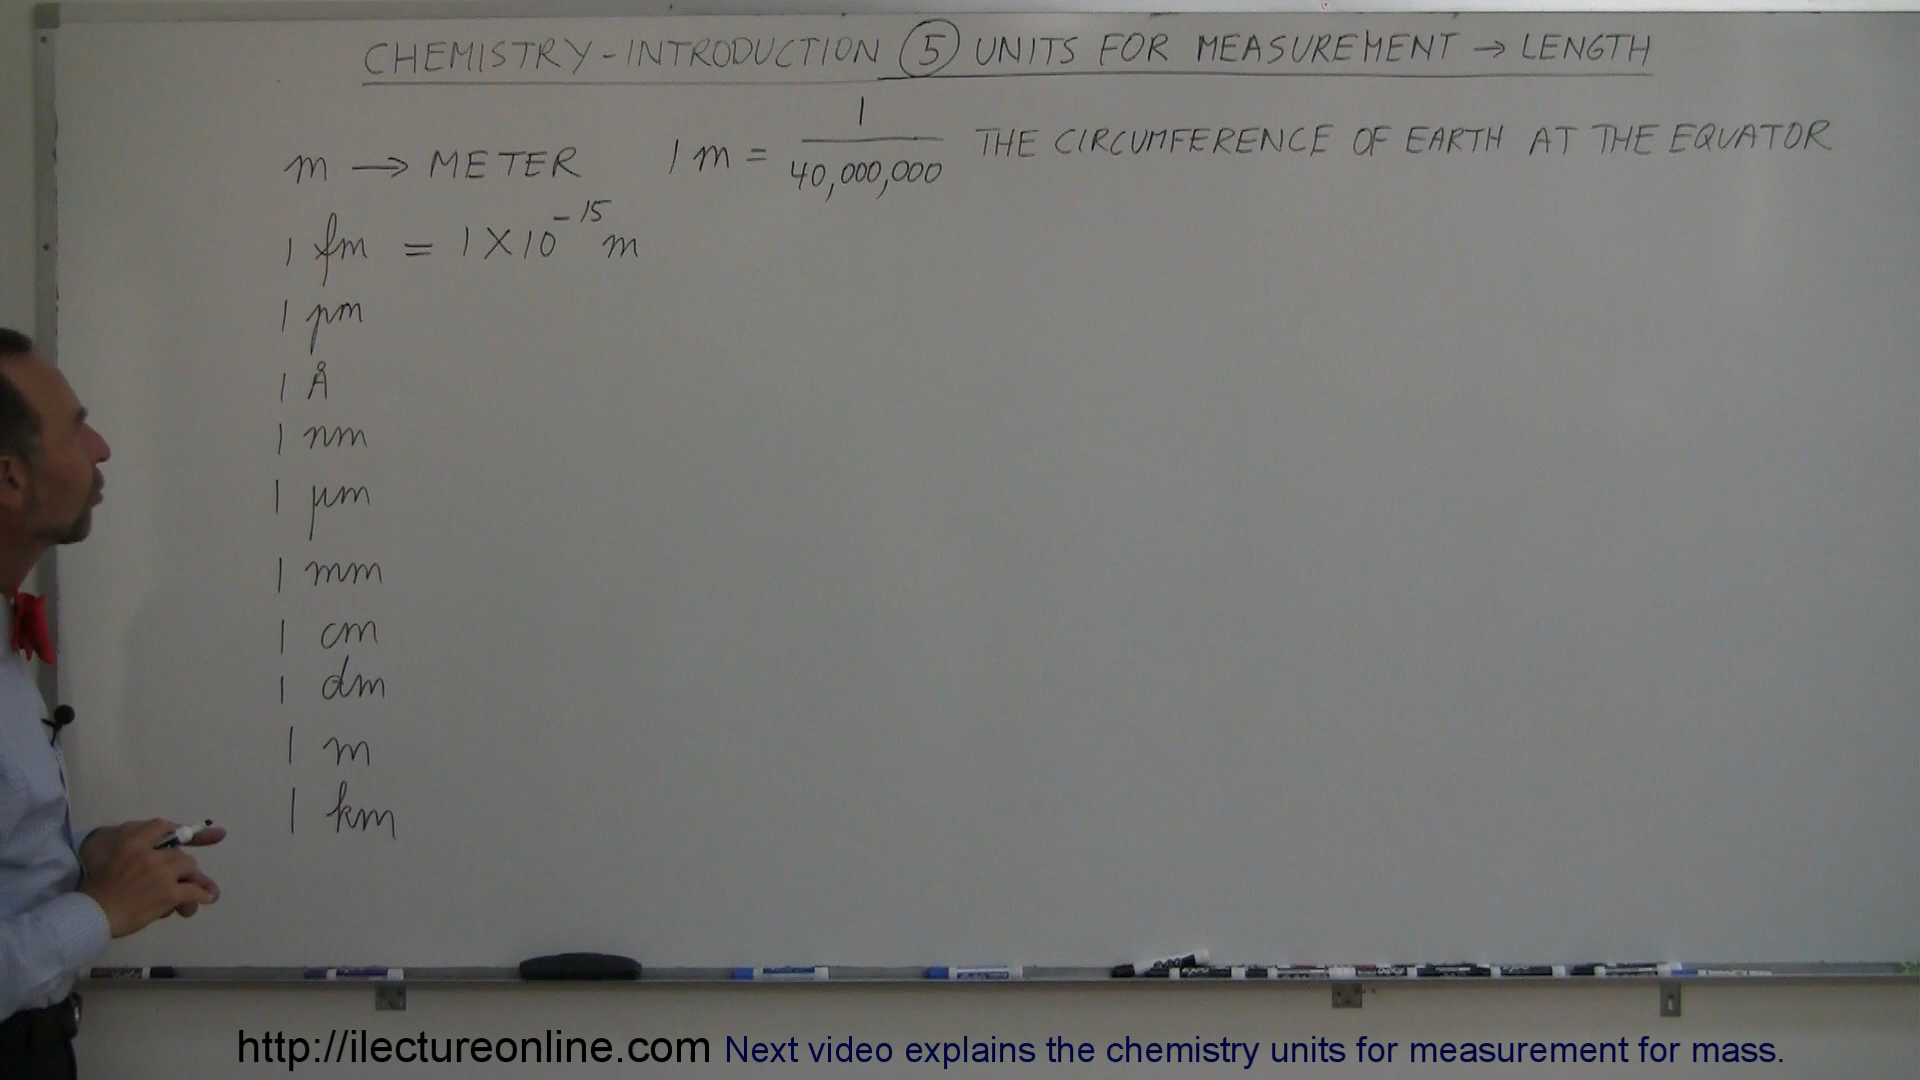 CHEMISTRY-INTRODUCTION ⑤ UNITS FOR MEASUREMENT → LENGTH
m → METER 1 m = 1/40,000,000 THE CIRCUMFERENCE OF EARTH AT THE EQUATOR
1 fm = 1 X 10⁻¹⁵ m
1 pm
1 Å
1 nm
1 µm
1 mm
1 cm
1 dm
1 m
1 km
http://ilectureonline.com Next video explains the chemistry units for measurement for mass.